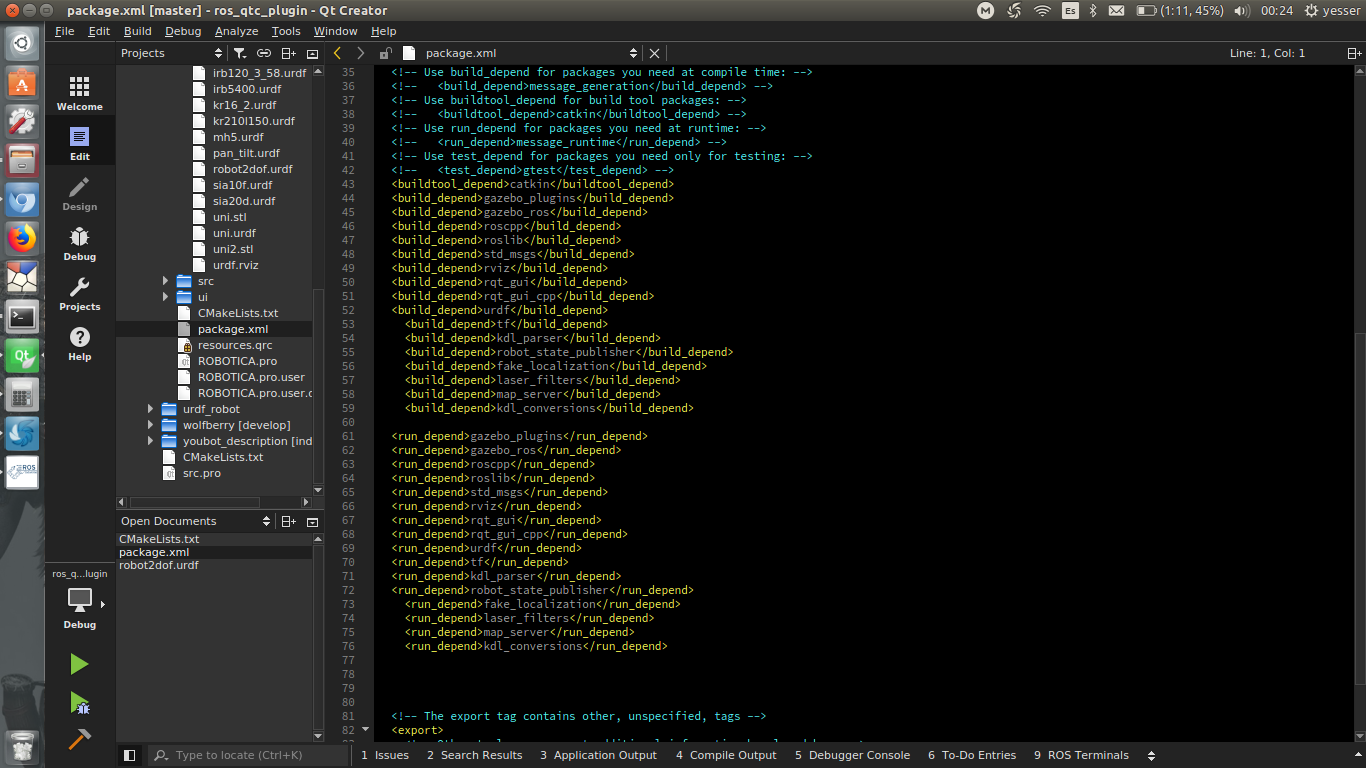 package.xml [master] - ros_qtc_plugin - Qt Creator
Es
(1:11, 45%)
00:24
yesser
File Edit Build Debug Analyze Tools Window Help
Projects
package.xml
Line: 1, Col: 1
Welcome
Edit
Design
Debug
Projects
Help
irb120_3_58.urdf
irb5400.urdf
kr16_2.urdf
kr210l150.urdf
mh5.urdf
pan_tilt.urdf
robot2dof.urdf
sia10f.urdf
sia20d.urdf
uni.stl
uni.urdf
uni2.stl
urdf.rviz
src
ui
CMakeLists.txt
package.xml
resources.qrc
ROBOTICA.pro
ROBOTICA.pro.user
ROBOTICA.pro.user.c
urdf_robot
wolfberry [develop]
youbot_description [ind
CMakeLists.txt
src.pro
Open Documents
CMakeLists.txt
package.xml
robot2dof.urdf
ros_q...lugin
Debug
35 <!-- Use build_depend for packages you need at compile time: -->
36 <!--   <build_depend>message_generation</build_depend> -->
37 <!-- Use buildtool_depend for build tool packages: -->
38 <!--   <buildtool_depend>catkin</buildtool_depend> -->
39 <!-- Use run_depend for packages you need at runtime: -->
40 <!--   <run_depend>message_runtime</run_depend> -->
41 <!-- Use test_depend for packages you need only for testing: -->
42 <!--   <test_depend>gtest</test_depend> -->
43 <buildtool_depend>catkin</buildtool_depend>
44 <build_depend>gazebo_plugins</build_depend>
45 <build_depend>gazebo_ros</build_depend>
46 <build_depend>roscpp</build_depend>
47 <build_depend>roslib</build_depend>
48 <build_depend>std_msgs</build_depend>
49 <build_depend>rviz</build_depend>
50 <build_depend>rqt_gui</build_depend>
51 <build_depend>rqt_gui_cpp</build_depend>
52 <build_depend>urdf</build_depend>
53   <build_depend>tf</build_depend>
54   <build_depend>kdl_parser</build_depend>
55   <build_depend>robot_state_publisher</build_depend>
56   <build_depend>fake_localization</build_depend>
57   <build_depend>laser_filters</build_depend>
58   <build_depend>map_server</build_depend>
59   <build_depend>kdl_conversions</build_depend>
60
61 <run_depend>gazebo_plugins</run_depend>
62 <run_depend>gazebo_ros</run_depend>
63 <run_depend>roscpp</run_depend>
64 <run_depend>roslib</run_depend>
65 <run_depend>std_msgs</run_depend>
66 <run_depend>rviz</run_depend>
67 <run_depend>rqt_gui</run_depend>
68 <run_depend>rqt_gui_cpp</run_depend>
69 <run_depend>urdf</run_depend>
70 <run_depend>tf</run_depend>
71 <run_depend>kdl_parser</run_depend>
72 <run_depend>robot_state_publisher</run_depend>
73   <run_depend>fake_localization</run_depend>
74   <run_depend>laser_filters</run_depend>
75   <run_depend>map_server</run_depend>
76   <run_depend>kdl_conversions</run_depend>
77
78
79
80
81 <!-- The export tag contains other, unspecified, tags -->
82 <export>
Type to locate (Ctrl+K)
1 Issues 2 Search Results 3 Application Output 4 Compile Output 5 Debugger Console 6 To-Do Entries 9 ROS Terminals